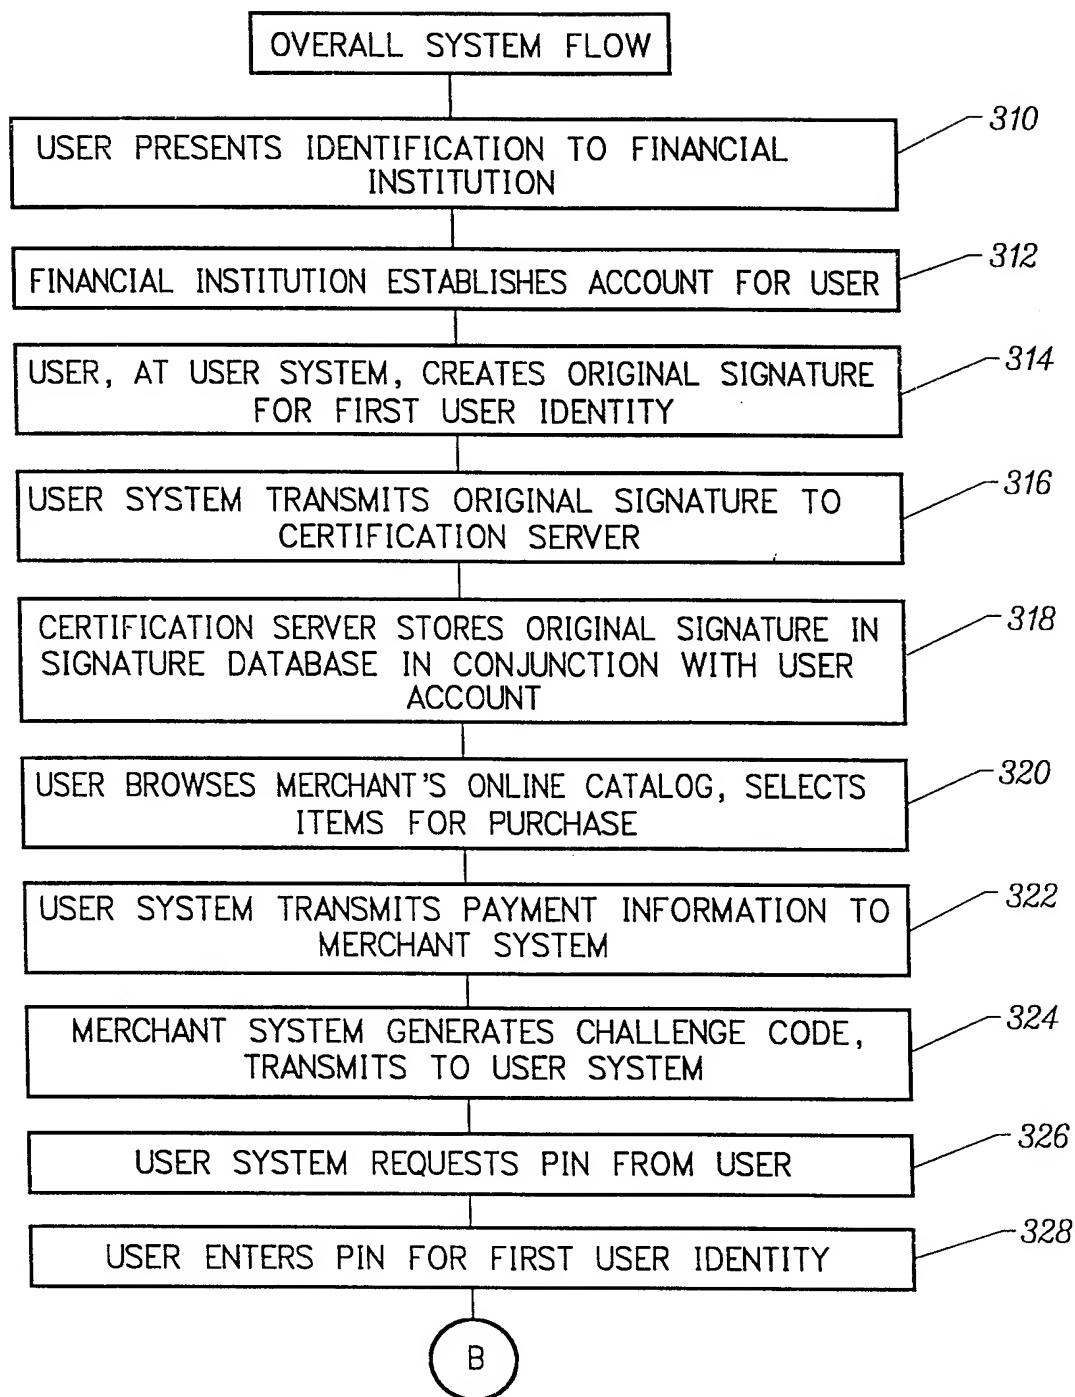 OVERALL SYSTEM FLOW
310
USER PRESENTS IDENTIFICATION TO FINANCIAL
INSTITUTION
312
FINANCIAL INSTITUTION ESTABLISHES ACCOUNT FOR USER
314
USER, AT USER SYSTEM, CREATES ORIGINAL SIGNATURE
FOR FIRST USER IDENTITY
316
USER SYSTEM TRANSMITS ORIGINAL SIGNATURE TO
CERTIFICATION SERVER
318
CERTIFICATION SERVER STORES ORIGINAL SIGNATURE IN
SIGNATURE DATABASE IN CONJUNCTION WITH USER
ACCOUNT
320
USER BROWSES MERCHANT'S ONLINE CATALOG, SELECTS
ITEMS FOR PURCHASE
322
USER SYSTEM TRANSMITS PAYMENT INFORMATION TO
MERCHANT SYSTEM
324
MERCHANT SYSTEM GENERATES CHALLENGE CODE,
TRANSMITS TO USER SYSTEM
326
USER SYSTEM REQUESTS PIN FROM USER
328
USER ENTERS PIN FOR FIRST USER IDENTITY
B